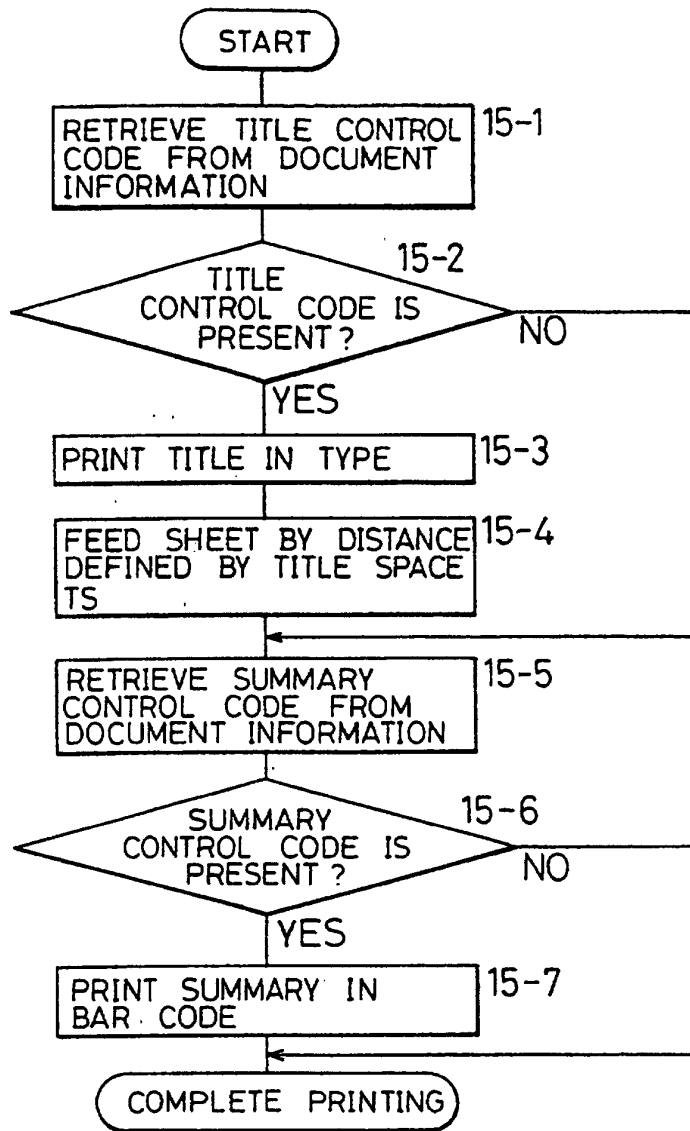 START
15-1
RETRIEVE TITLE CONTROL
CODE FROM DOCUMENT
INFORMATION
15-2
TITLE
CONTROL CODE IS
PRESENT?
NO
YES
PRINT TITLE IN TYPE
15-3
FEED SHEET BY DISTANCE
DEFINED BY TITLE SPACE
TS
15-4
RETRIEVE SUMMARY
CONTROL CODE FROM
DOCUMENT INFORMATION
15-5
SUMMARY
CONTROL CODE IS
PRESENT?
15-6
NO
YES
PRINT SUMMARY IN
BAR CODE
15-7
COMPLETE PRINTING